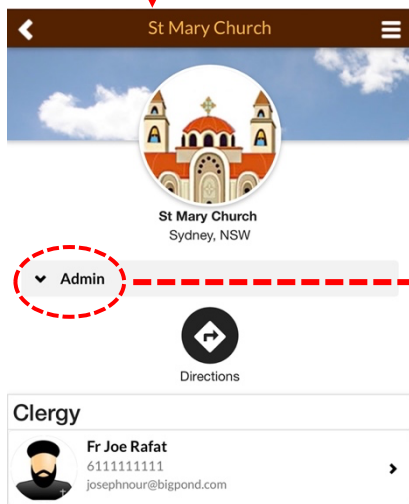 St Mary Church
St Mary Church
Sydney, NSW
Admin
Directions
Clergy
Fr Joe Rafat
6111111111
josephnour@bigpond.com